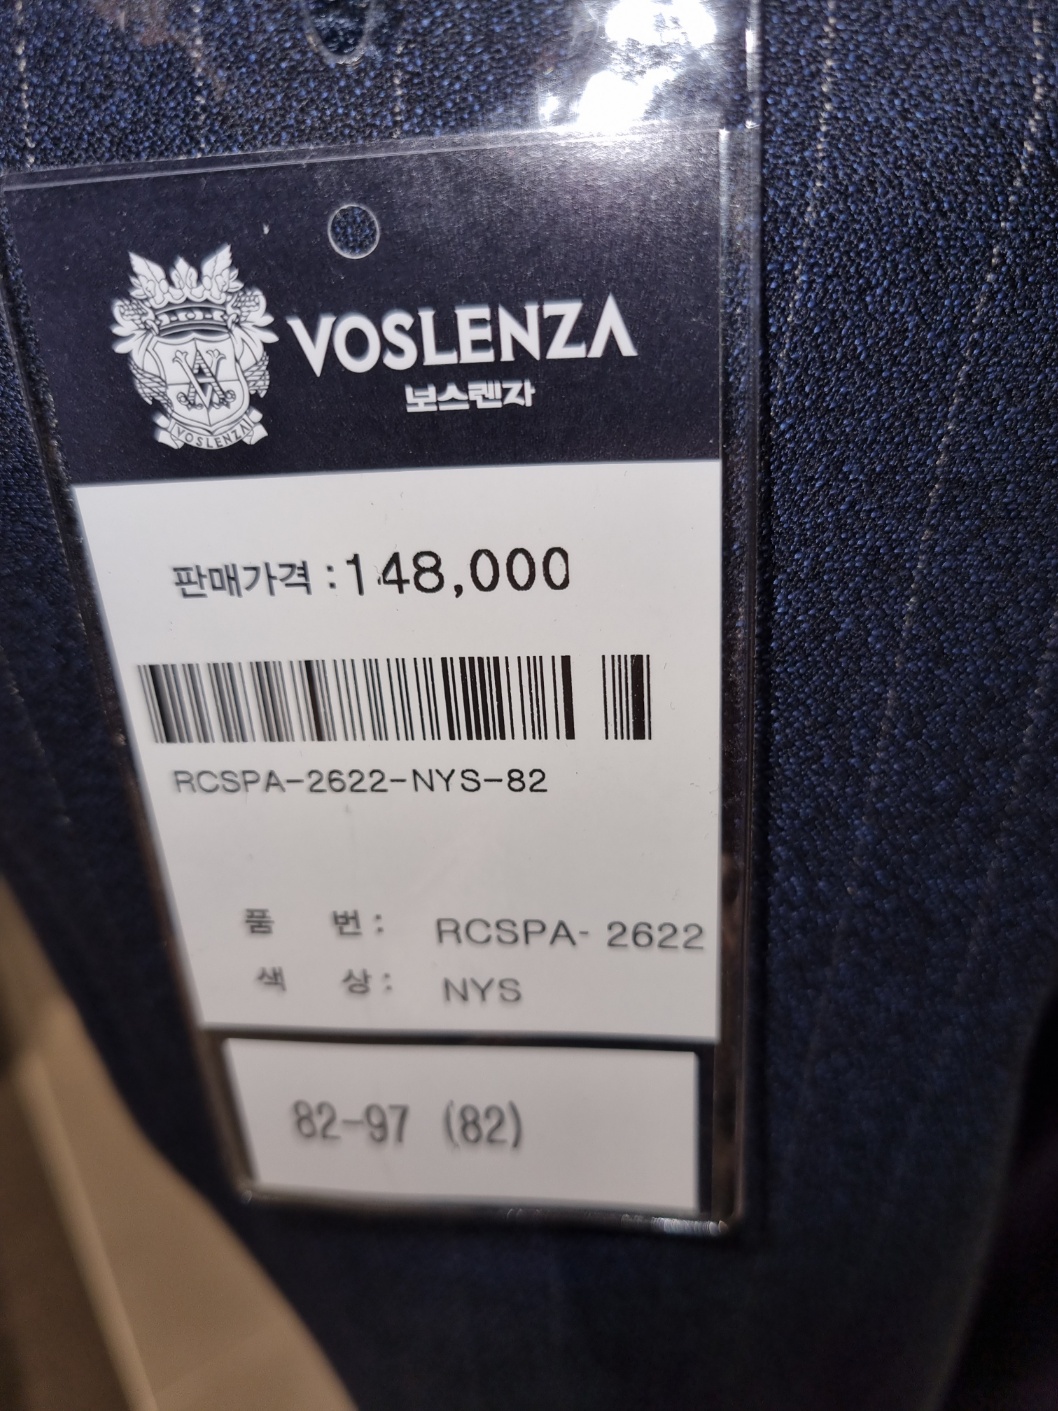 VOSLENZA
VOSLENZA
보스렌자
판매가격 : 148,000
RCSPA-2622-NYS-82
품 번 : RCSPA- 2622
색 상 : NYS
82-97 (82)